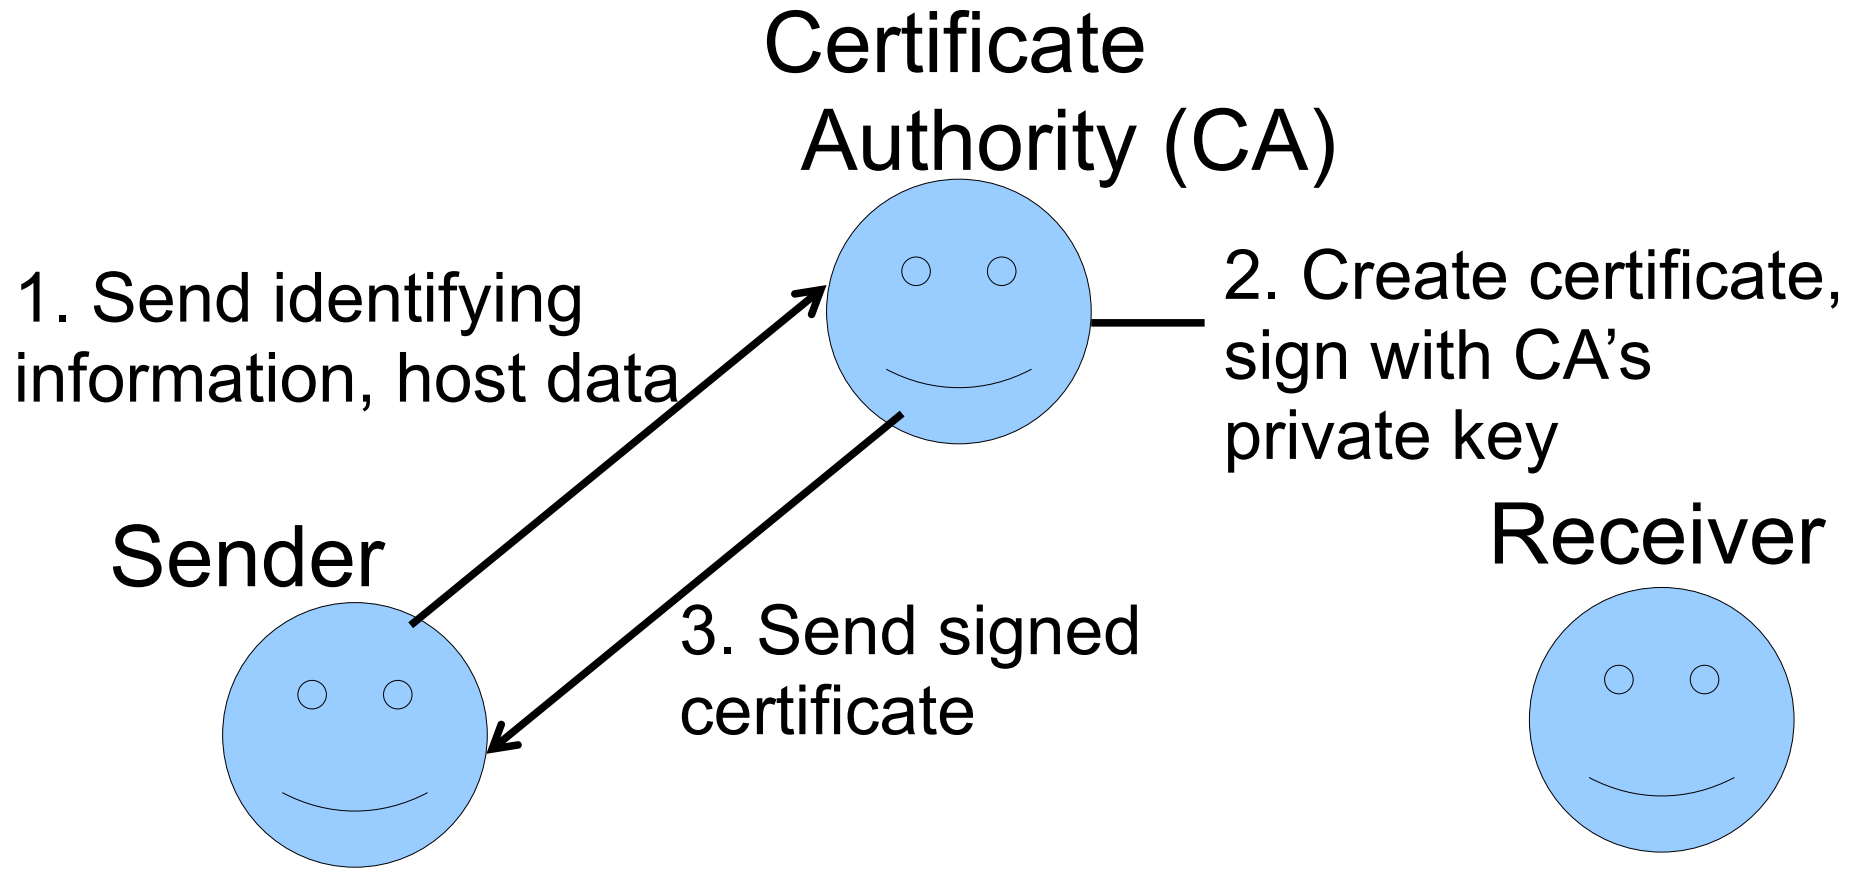 Certificate
Authority (CA)
1. Send identifying
information, host data
2. Create certificate,
sign with CA’s
private key
Sender
Receiver
3. Send signed
certificate